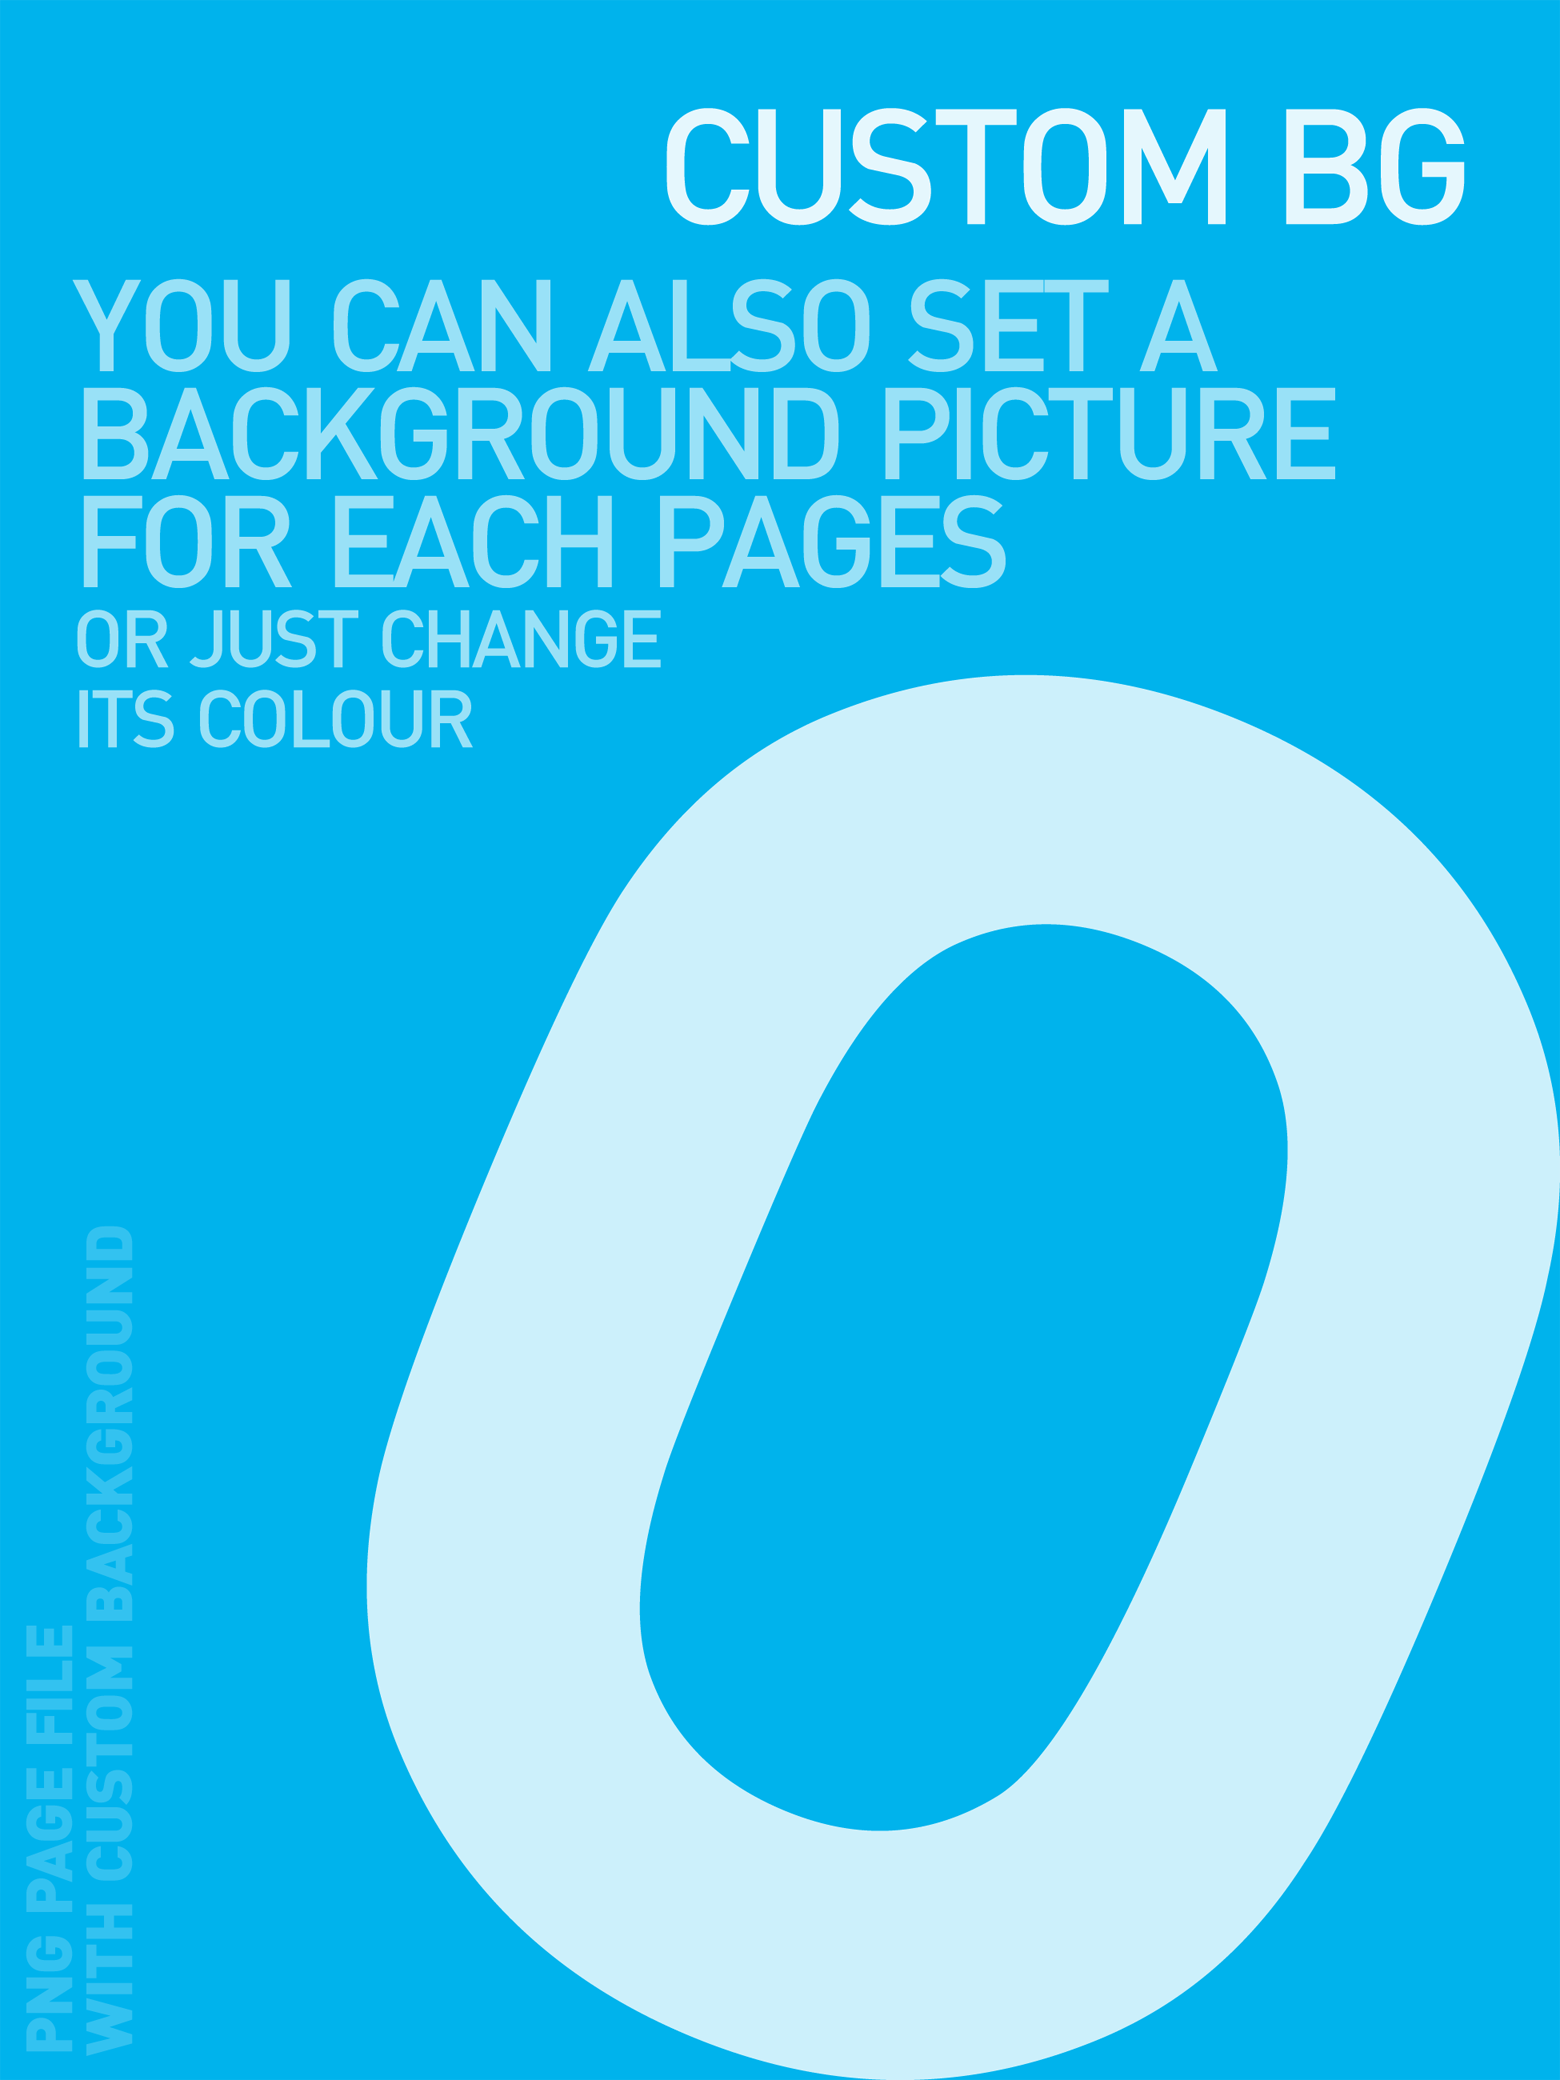 CUSTOM BG
YOU CAN ALSO SET A
BACKGROUND PICTURE
FOR EACH PAGES
OR JUST CHANGE
ITS COLOUR
0
PNG PAGE FILE
WITH CUSTOM BACKGROUND